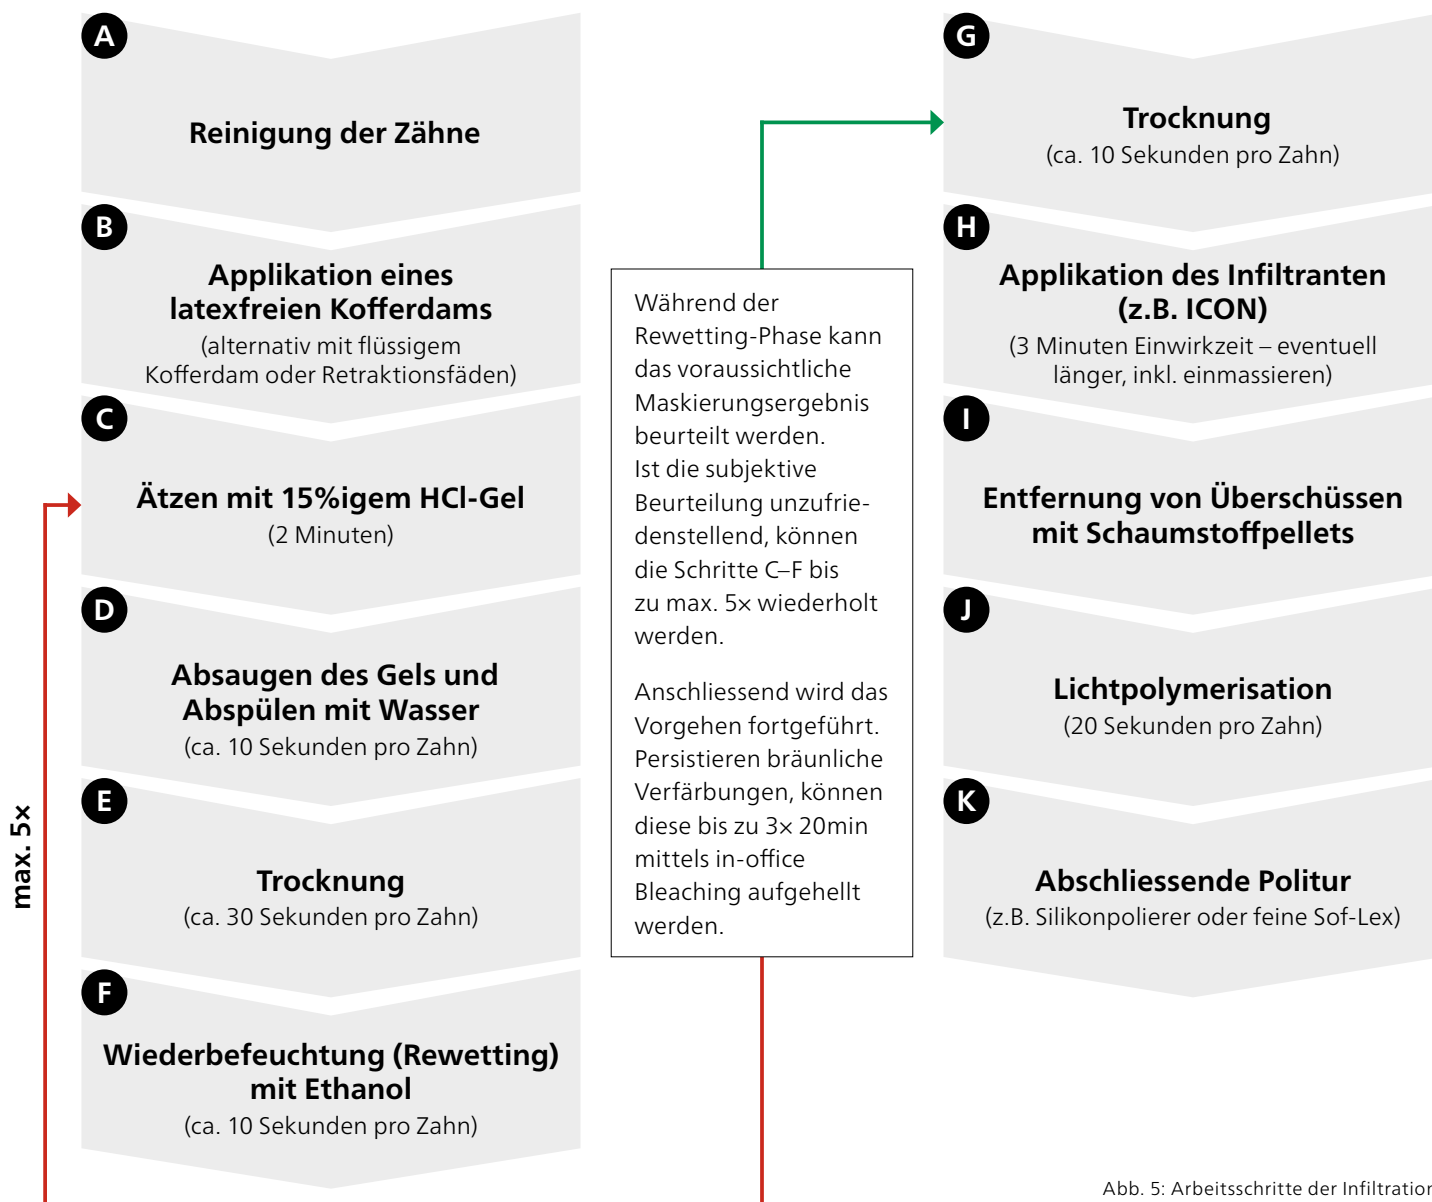 A
Reinigung der Zähne
B
Applikation eines
latexfreien Kofferdams
(alternativ mit flüssigem
Kofferdam oder Retraktionsfäden)
C
Ätzen mit 15%igem HCl-Gel
(2 Minuten)
D
Absaugen des Gels und
Abspülen mit Wasser
(ca. 10 Sekunden pro Zahn)
E
Trocknung
(ca. 30 Sekunden pro Zahn)
F
Wiederbefeuchtung (Rewetting)
mit Ethanol
(ca. 10 Sekunden pro Zahn)
max. 5×
Während der
Rewetting-Phase kann
das voraussichtliche
Maskierungsergebnis
beurteilt werden.
Ist die subjektive
Beurteilung unzufrie-
denstellend, können
die Schritte C–F bis
zu max. 5× wiederholt
werden.
Anschliessend wird das
Vorgehen fortgeführt.
Persistieren bräunliche
Verfärbungen, können
diese bis zu 3× 20min
mittels in-office
Bleaching aufgehellt
werden.
G
Trocknung
(ca. 10 Sekunden pro Zahn)
H
Applikation des Infiltranten
(z.B. ICON)
(3 Minuten Einwirkzeit – eventuell
länger, inkl. einmassieren)
I
Entfernung von Überschüssen
mit Schaumstoffpellets
J
Lichtpolymerisation
(20 Sekunden pro Zahn)
K
Abschliessende Politur
(z.B. Silikonpolierer oder feine Sof-Lex)
Abb. 5: Arbeitsschritte der Infiltration